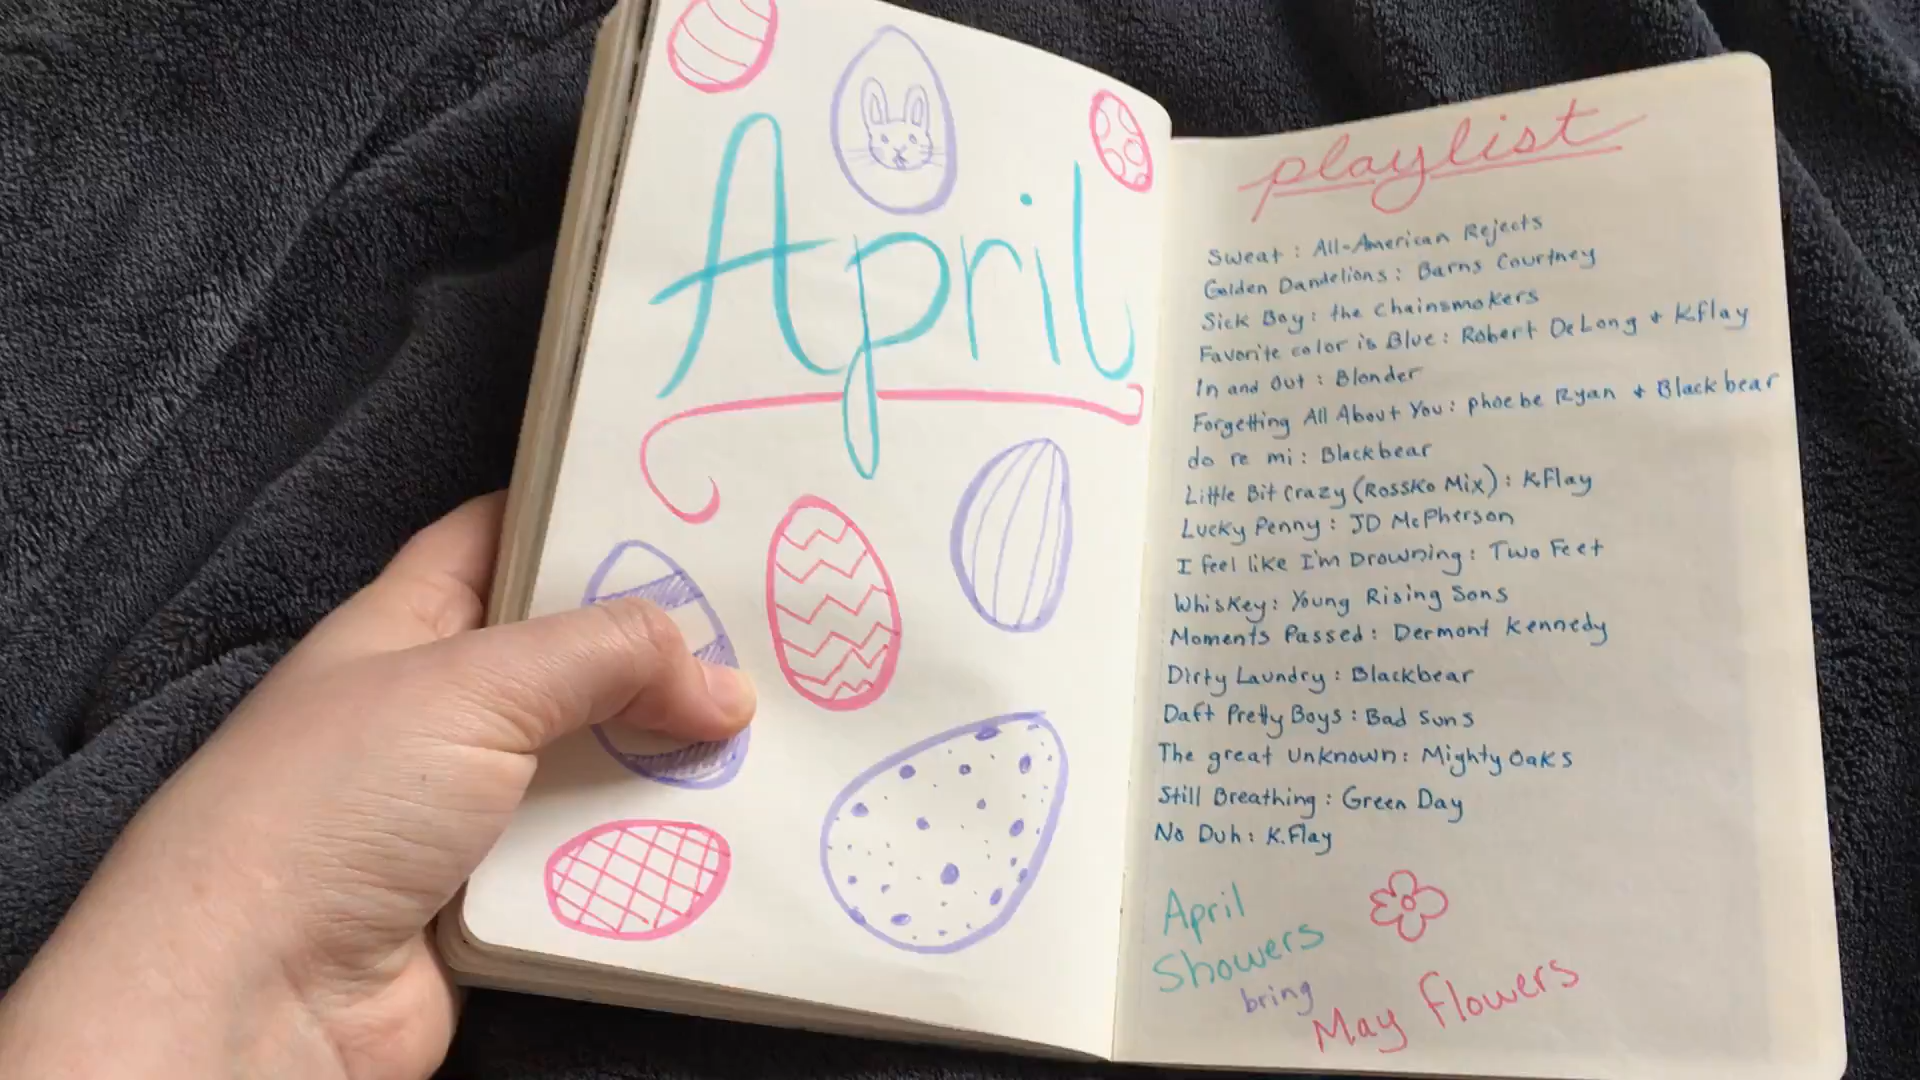 April
playlist
Sweat : All-American Rejects
Golden Dandelions : Barns Courtney
Sick Boy : the Chainsmokers
Favorite color is Blue : Robert DeLong + Kflay
In and Out : Blonder
Forgetting All About You : phoebe Ryan + Blackbear
do re mi : Blackbear
Little Bit Crazy (Rossko Mix) : Kflay
Lucky Penny : JD McPherson
I feel like I'm Drowning : Two Feet
Whiskey : Young Rising Sons
Moments Passed : Dermont Kennedy
Dirty Laundry : Blackbear
Daft Pretty Boys : Bad Suns
The great Unknown : Mighty Oaks
Still Breathing : Green Day
No Duh : K.Flay
April
Showers
bring
May flowers